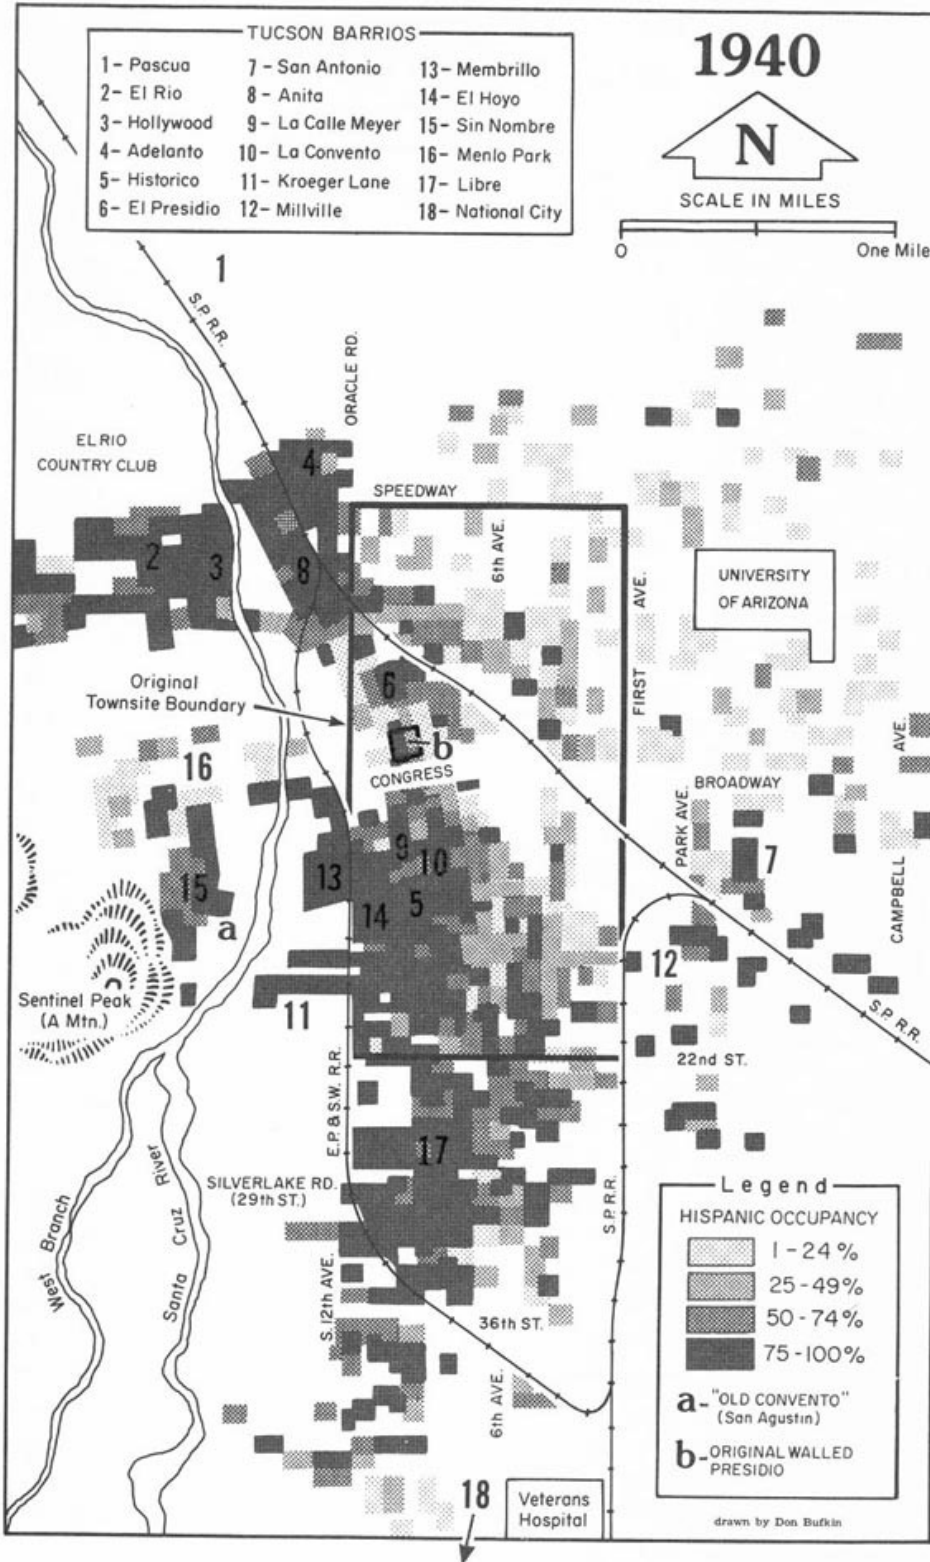 TUCSON BARRIOS
1- Pascua
2- El Rio
3- Hollywood
4- Adelanto
5- Historico
6- El Presidio
7- San Antonio
8- Anita
9- La Calle Meyer
10- La Convento
11- Kroeger Lane
12- Millville
13- Membrillo
14- El Hoyo
15- Sin Nombre
16- Menlo Park
17- Libre
18- National City
1940
N
SCALE IN MILES
0
One Mile
1
S.P. R.R.
ORACLE RD.
EL RIO
COUNTRY CLUB
4
SPEEDWAY
6th AVE.
2
3
8
UNIVERSITY
OF ARIZONA
FIRST AVE.
Original
Townsite Boundary
6
b
CONGRESS
16
BROADWAY
PARK AVE.
CAMPBELL AVE.
9
10
7
13
15
14
5
a
12
Sentinel Peak
(A Mtn.)
11
S.P. R.R.
22nd ST.
E.P. & S.W. R.R.
17
SILVERLAKE RD.
(29th ST.)
S.P.R.R.
West Branch
Santa Cruz River
S. 12th AVE.
36th ST.
6th AVE.
18
Veterans
Hospital
Legend
HISPANIC OCCUPANCY
1-24%
25-49%
50-74%
75-100%
a- "OLD CONVENTO"
(San Agustin)
b- ORIGINAL WALLED
PRESIDIO
drawn by Don Bufkin